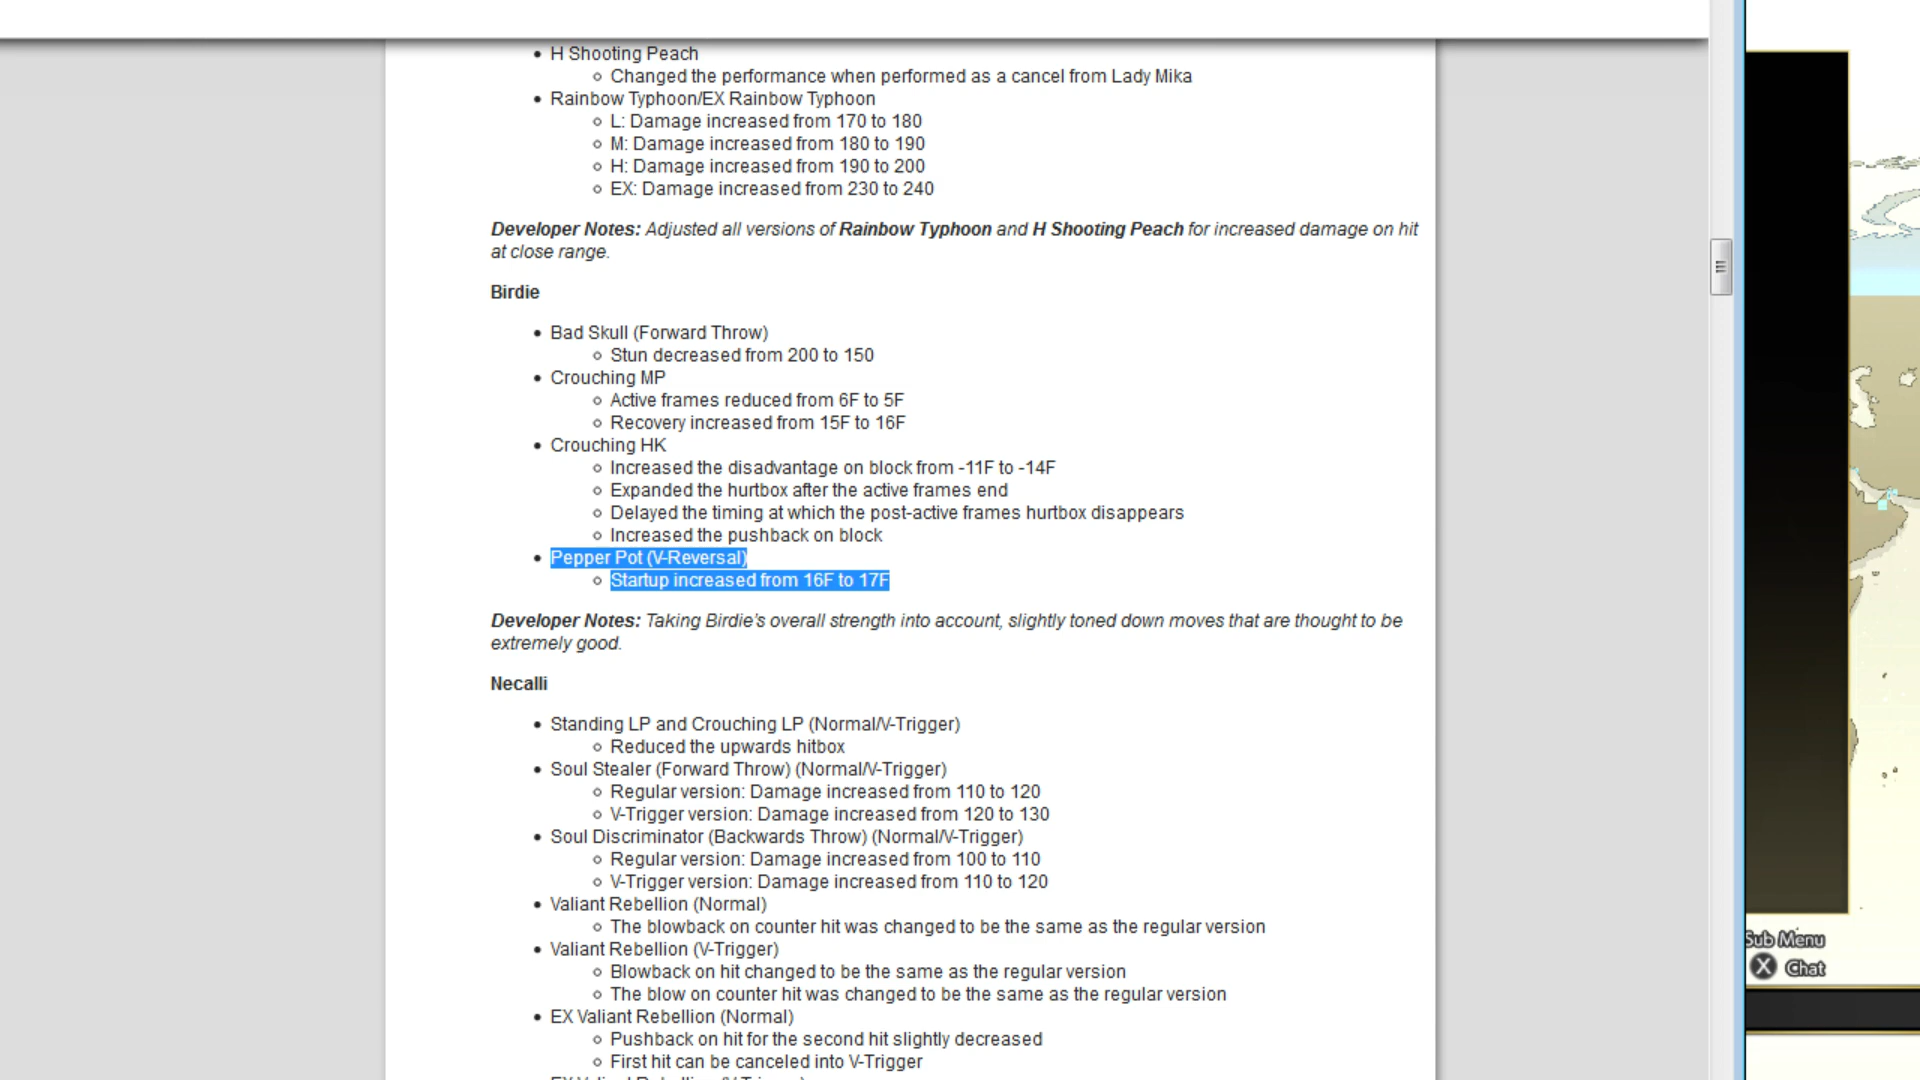 H Shooting Peach
Changed the performance when performed as a cancel from Lady Mika
Rainbow Typhoon/EX Rainbow Typhoon
L: Damage increased from 170 to 180
M: Damage increased from 180 to 190
H: Damage increased from 190 to 200
EX: Damage increased from 230 to 240
Developer Notes: Adjusted all versions of Rainbow Typhoon and H Shooting Peach for increased damage on hit
at close range.
Birdie
Bad Skull (Forward Throw)
Stun decreased from 200 to 150
Crouching MP
Active frames reduced from 6F to 5F
Recovery increased from 15F to 16F
Crouching HK
Increased the disadvantage on block from -11F to -14F
Expanded the hurtbox after the active frames end
Delayed the timing at which the post-active frames hurtbox disappears
Increased the pushback on block
Pepper Pot (V-Reversal)
Startup increased from 16F to 17F
Developer Notes: Taking Birdie's overall strength into account, slightly toned down moves that are thought to be
extremely good.
Necalli
Standing LP and Crouching LP (Normal/V-Trigger)
Reduced the upwards hitbox
Soul Stealer (Forward Throw) (Normal/V-Trigger)
Regular version: Damage increased from 110 to 120
V-Trigger version: Damage increased from 120 to 130
Soul Discriminator (Backwards Throw) (Normal/V-Trigger)
Regular version: Damage increased from 100 to 110
V-Trigger version: Damage increased from 110 to 120
Valiant Rebellion (Normal)
The blowback on counter hit was changed to be the same as the regular version
Valiant Rebellion (V-Trigger)
Blowback on hit changed to be the same as the regular version
The blow on counter hit was changed to be the same as the regular version
EX Valiant Rebellion (Normal)
Pushback on hit for the second hit slightly decreased
First hit can be canceled into V-Trigger
Sub Menu
X Chat